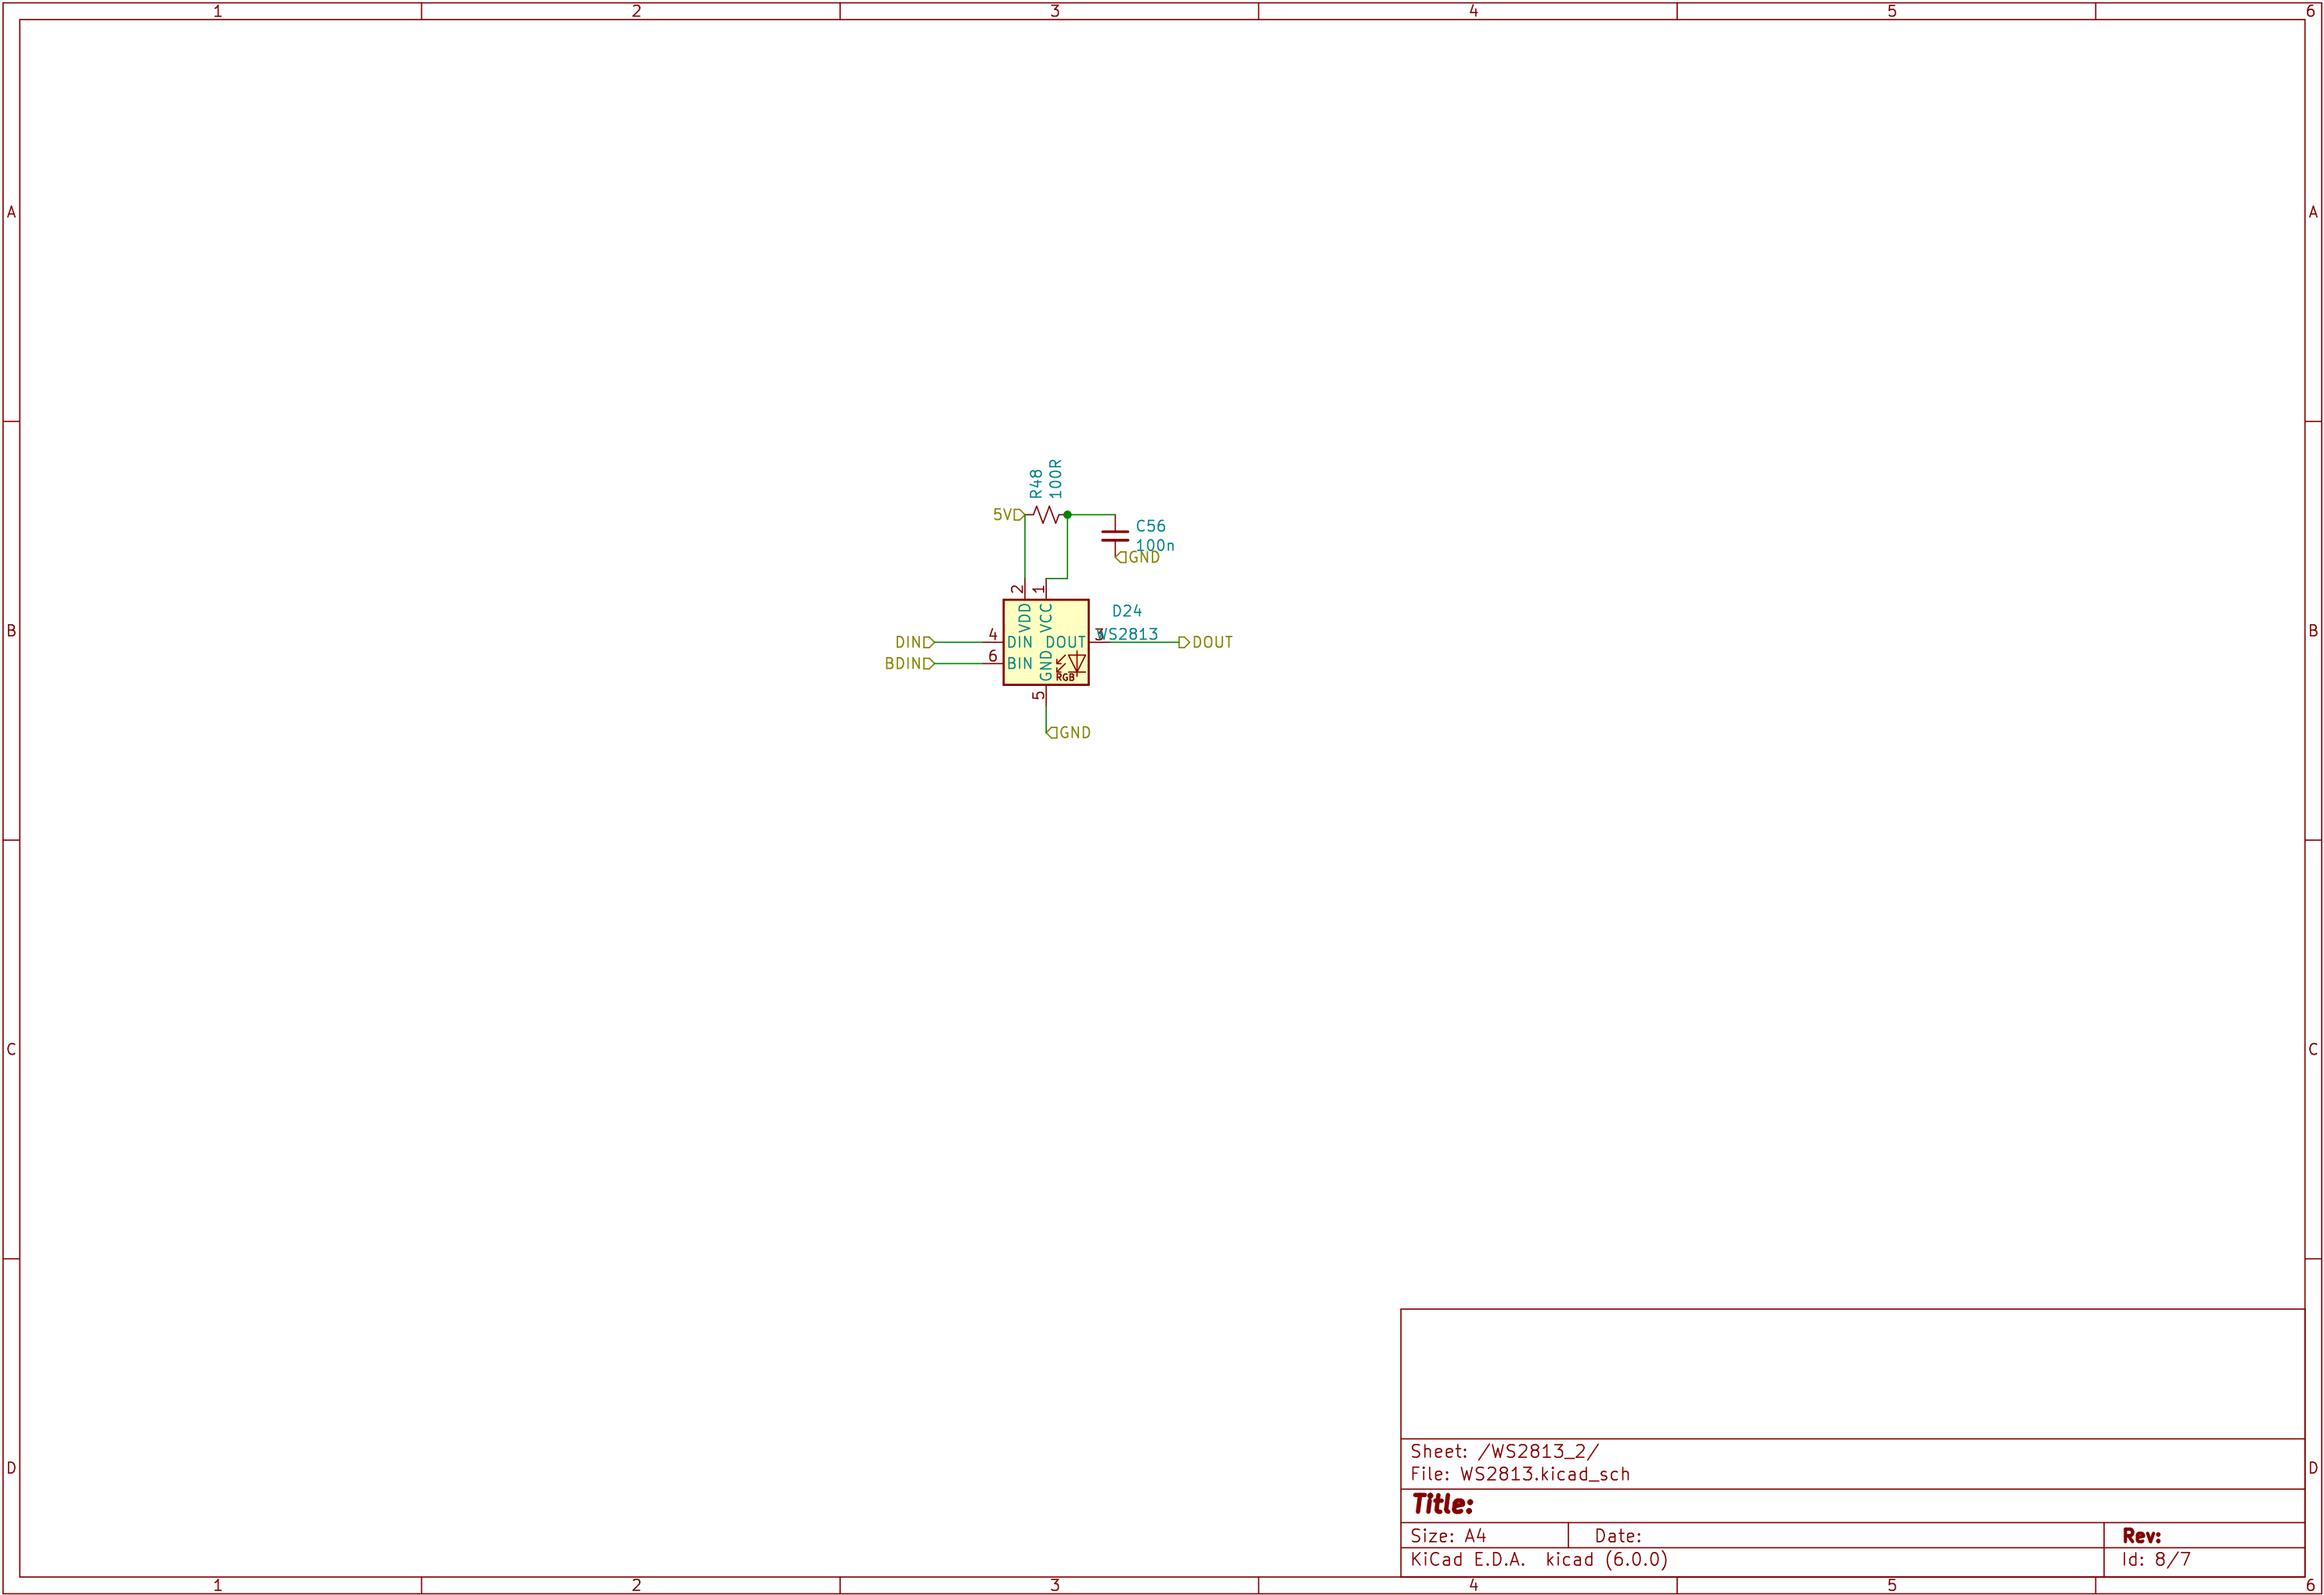 1 2 3 4 5 6
A A
R48
100R
5V
C56
100n
GND
2 1
VDD VCC
D24
B B
WS2813
4 DIN DOUT 3
DIN DOUT
BDIN 6 BIN
GND
RGB
5
GND
C C
Sheet: /WS2813_2/
File: WS2813.kicad_sch
D D
Title:
Size: A4 Date: Rev:
KiCad E.D.A. kicad (6.0.0) Id: 8/7
1 2 3 4 5 6